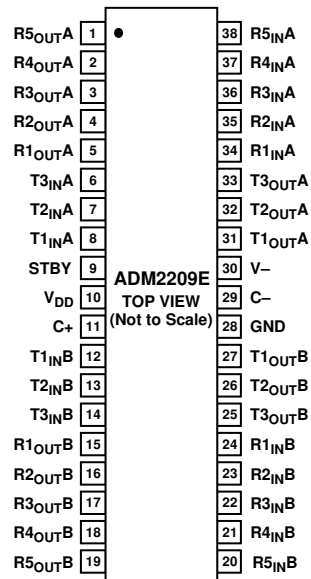 R5OUTA 1 38 R5INA
R4OUTA 2 37 R4INA
R3OUTA 3 36 R3INA
R2OUTA 4 35 R2INA
R1OUTA 5 34 R1INA
T3INA 6 33 T3OUTA
T2INA 7 32 T2OUTA
T1INA 8 31 T1OUTA
STBY 9 30 V–
ADM2209E
VDD 10 TOP VIEW 29 C–
C+ 11 (Not to Scale) 28 GND
T1INB 12 27 T1OUTB
T2INB 13 26 T2OUTB
T3INB 14 25 T3OUTB
R1OUTB 15 24 R1INB
R2OUTB 16 23 R2INB
R3OUTB 17 22 R3INB
R4OUTB 18 21 R4INB
R5OUTB 19 20 R5INB